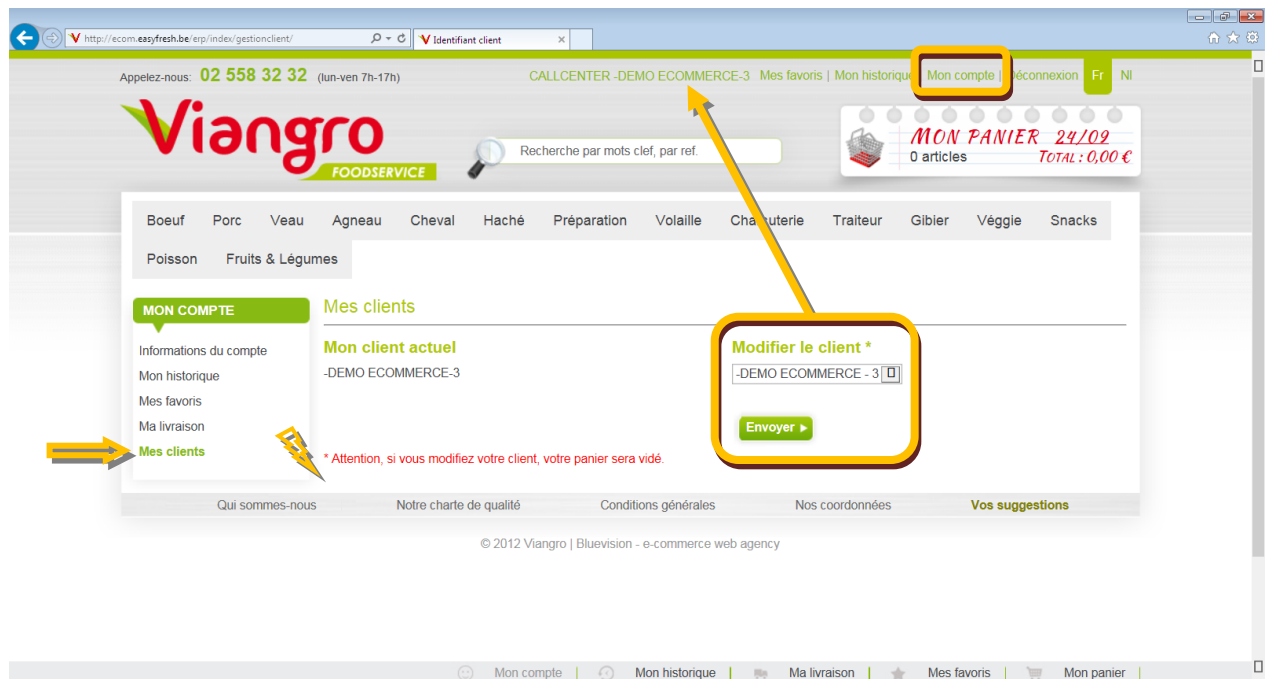 http://ecom.easyfresh.be/erp/index/gestionclient/
Identifiant client
Appelez-nous: 02 558 32 32 (lun-ven 7h-17h)
CALLCENTER -DEMO ECOMMERCE-3 Mes favoris | Mon historique Mon compte | Déconnexion Fr Nl
Viangro
FOODSERVICE
Recherche par mots clef, par ref.
MON PANIER 24/09
0 articles TOTAL : 0,00 €
Boeuf Porc Veau Agneau Cheval Haché Préparation Volaille Charcuterie Traiteur Gibier Véggie Snacks
Poisson Fruits & Légumes
MON COMPTE
Informations du compte
Mon historique
Mes favoris
Ma livraison
Mes clients
Mes clients
Mon client actuel
-DEMO ECOMMERCE-3
Modifier le client *
-DEMO ECOMMERCE - 3
Envoyer
* Attention, si vous modifiez votre client, votre panier sera vidé.
Qui sommes-nous Notre charte de qualité Conditions générales Nos coordonnées Vos suggestions
© 2012 Viangro | Bluevision - e-commerce web agency
Mon compte | Mon historique | Ma livraison | Mes favoris | Mon panier |